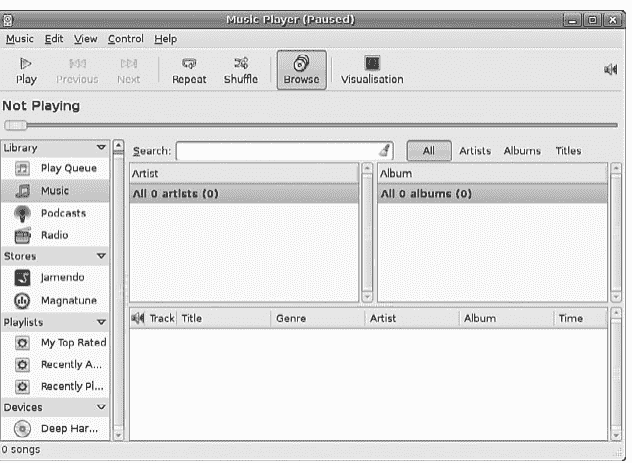 Music Player (Paused)
Music Edit View Control Help
Play Previous Next Repeat Shuffle Browse Visualisation
Not Playing
Library
Play Queue
Music
Podcasts
Radio
Stores
Jamendo
Magnatune
Playlists
My Top Rated
Recently A...
Recently Pl...
Devices
Deep Har...
Search: All Artists Albums Titles
Artist Album
All 0 artists (0) All 0 albums (0)
Track Title Genre Artist Album Time
0 songs